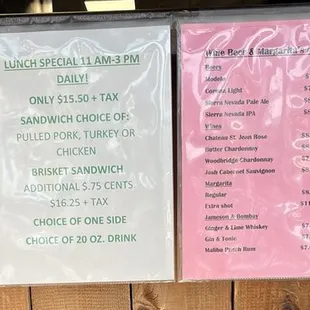 LUNCH SPECIAL 11 AM-3 PM
DAILY!
ONLY $15.50 + TAX
SANDWICH CHOICE OF:
PULLED PORK, TURKEY OR
CHICKEN
BRISKET SANDWICH
ADDITIONAL $.75 CENTS
$16.25 + TAX
CHOICE OF ONE SIDE
CHOICE OF 20 OZ. DRINK
Wine Beer & Margarita's
Beers
Modelo
Corona Light
Sierra Nevada Pale Ale
Sierra Nevada IPA
Wines
Chateau St. Jean Rose
Butter Chardonnay
Woodbridge Chardonnay
Josh Cabernet Sauvignon
Margarita
Regular
Extra shot
Jameson & Bombay
Ginger & Lime Whiskey
Gin & Tonic
Malibu Peach Rum